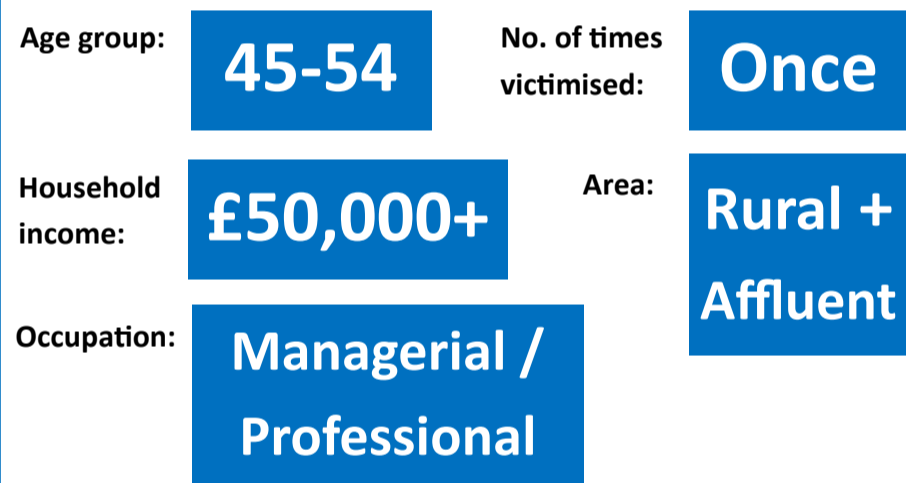 Age group:
45-54
No. of times
victimised:
Once
Household
income:
£50,000+
Area:
Rural +
Affluent
Occupation:
Managerial /
Professional